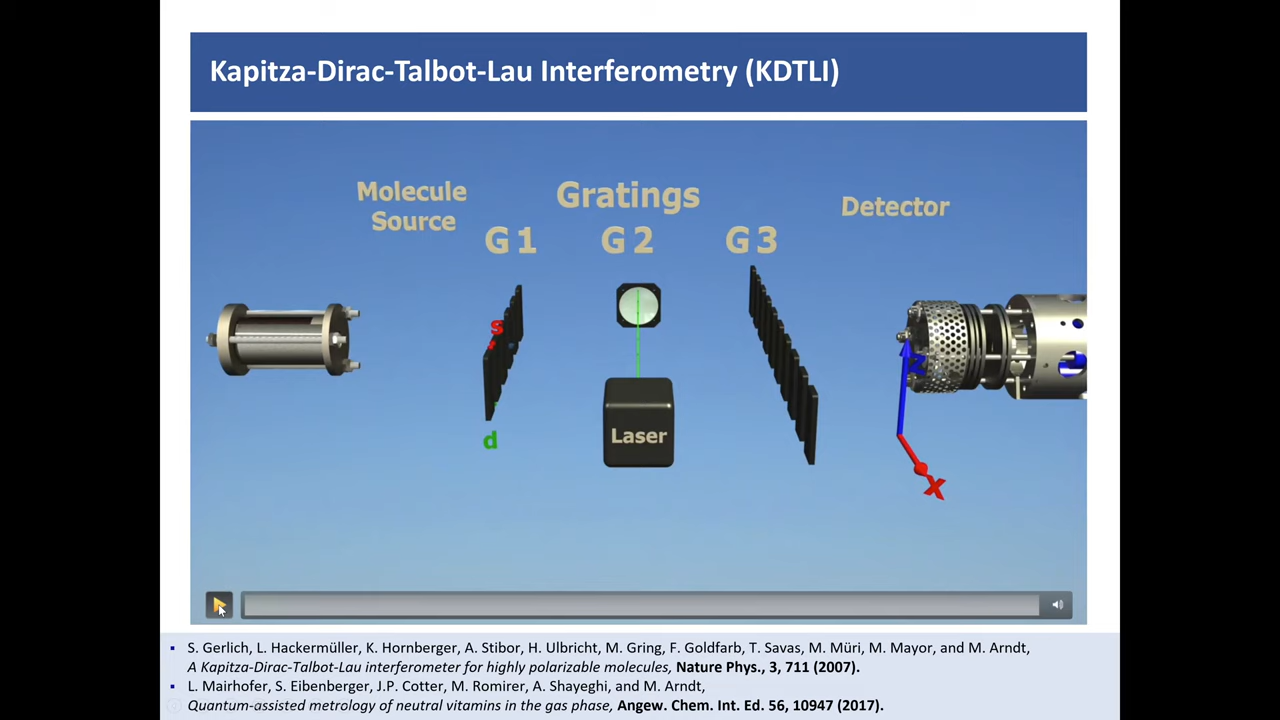 Kapitza-Dirac-Talbot-Lau Interferometry (KDTLI)
Molecule
Source
Gratings
G 1
G 2
G 3
Detector
s
d
Laser
Z
X
S. Gerlich, L. Hackermüller, K. Hornberger, A. Stibor, H. Ulbricht, M. Gring, F. Goldfarb, T. Savas, M. Müri, M. Mayor, and M. Arndt,
A Kapitza-Dirac-Talbot-Lau interferometer for highly polarizable molecules, Nature Phys., 3, 711 (2007).
L. Mairhofer, S. Eibenberger, J.P. Cotter, M. Romirer, A. Shayeghi, and M. Arndt,
Quantum-assisted metrology of neutral vitamins in the gas phase, Angew. Chem. Int. Ed. 56, 10947 (2017).